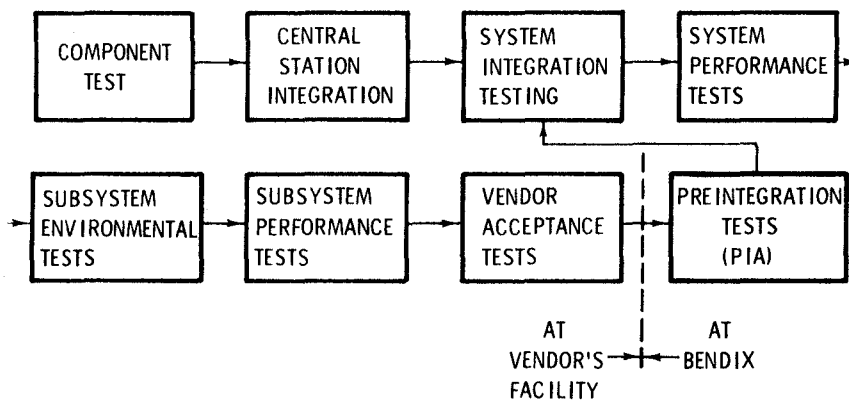 COMPONENT
TEST
CENTRAL
STATION
INTEGRATION
SYSTEM
INTEGRATION
TESTING
SYSTEM
PERFORMANCE
TESTS
SUBSYSTEM
ENVIRONMENTAL
TESTS
SUBSYSTEM
PERFORMANCE
TESTS
VENDOR
ACCEPTANCE
TESTS
PREINTEGRATION
TESTS
(PIA)
AT
VENDOR'S
FACILITY
AT
BENDIX